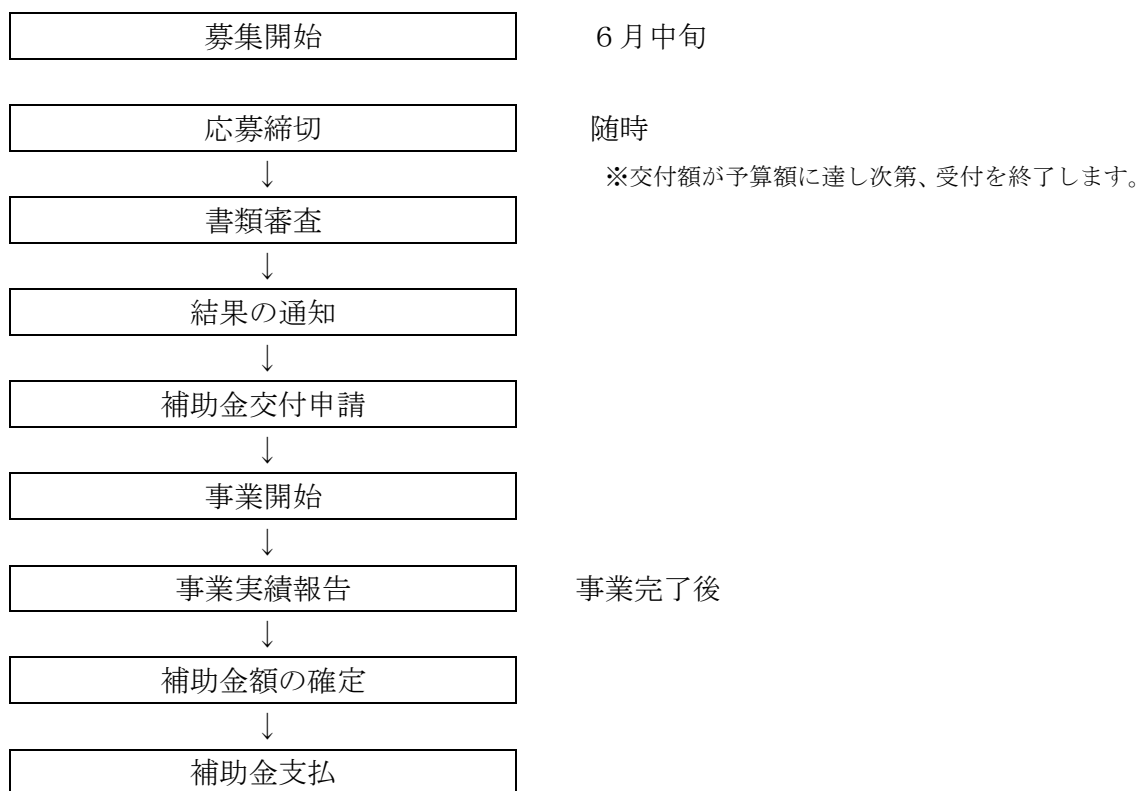 募集開始　６月中旬
応募締切　随時
↓　※交付額が予算額に達し次第、受付を終了します。
書類審査
↓
結果の通知
↓
補助金交付申請
↓
事業開始
↓
事業実績報告　事業完了後
↓
補助金額の確定
↓
補助金支払